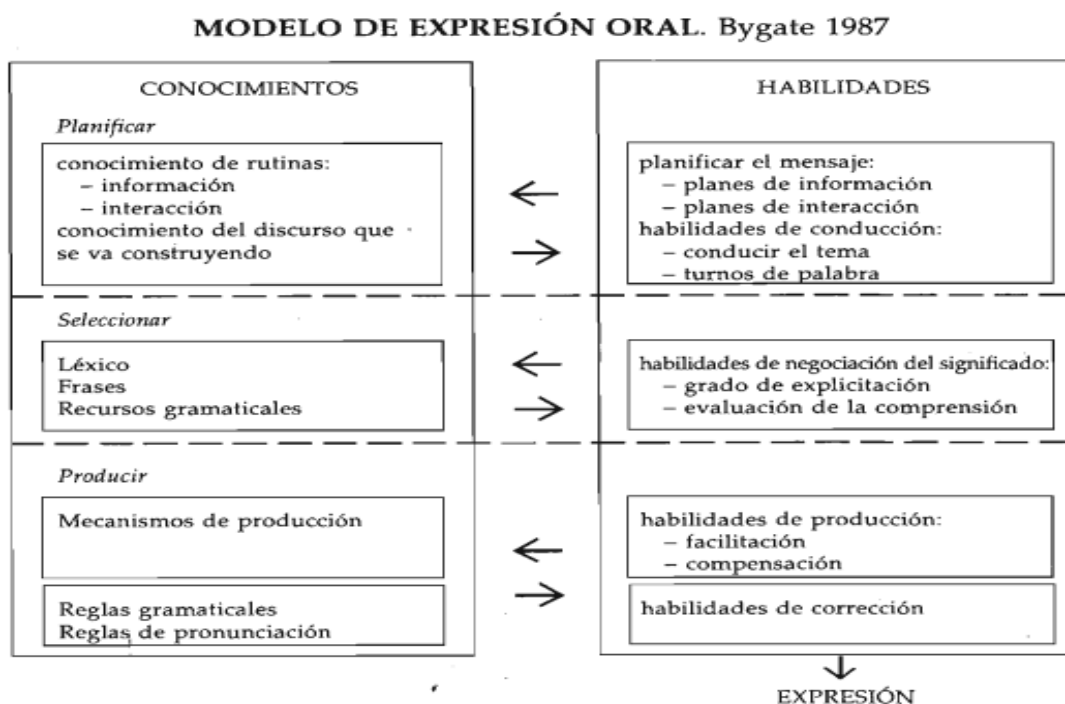 MODELO DE EXPRESIÓN ORAL. Bygate 1987
CONOCIMIENTOS
Planificar
conocimiento de rutinas:
– información
– interacción
conocimiento del discurso que
se va construyendo
Seleccionar
Léxico
Frases
Recursos gramaticales
Producir
Mecanismos de producción
Reglas gramaticales
Reglas de pronunciación
HABILIDADES
planificar el mensaje:
– planes de información
– planes de interacción
habilidades de conducción:
– conducir el tema
– turnos de palabra
habilidades de negociación del significado:
– grado de explicitación
– evaluación de la comprensión
habilidades de producción:
– facilitación
– compensación
habilidades de corrección
EXPRESIÓN